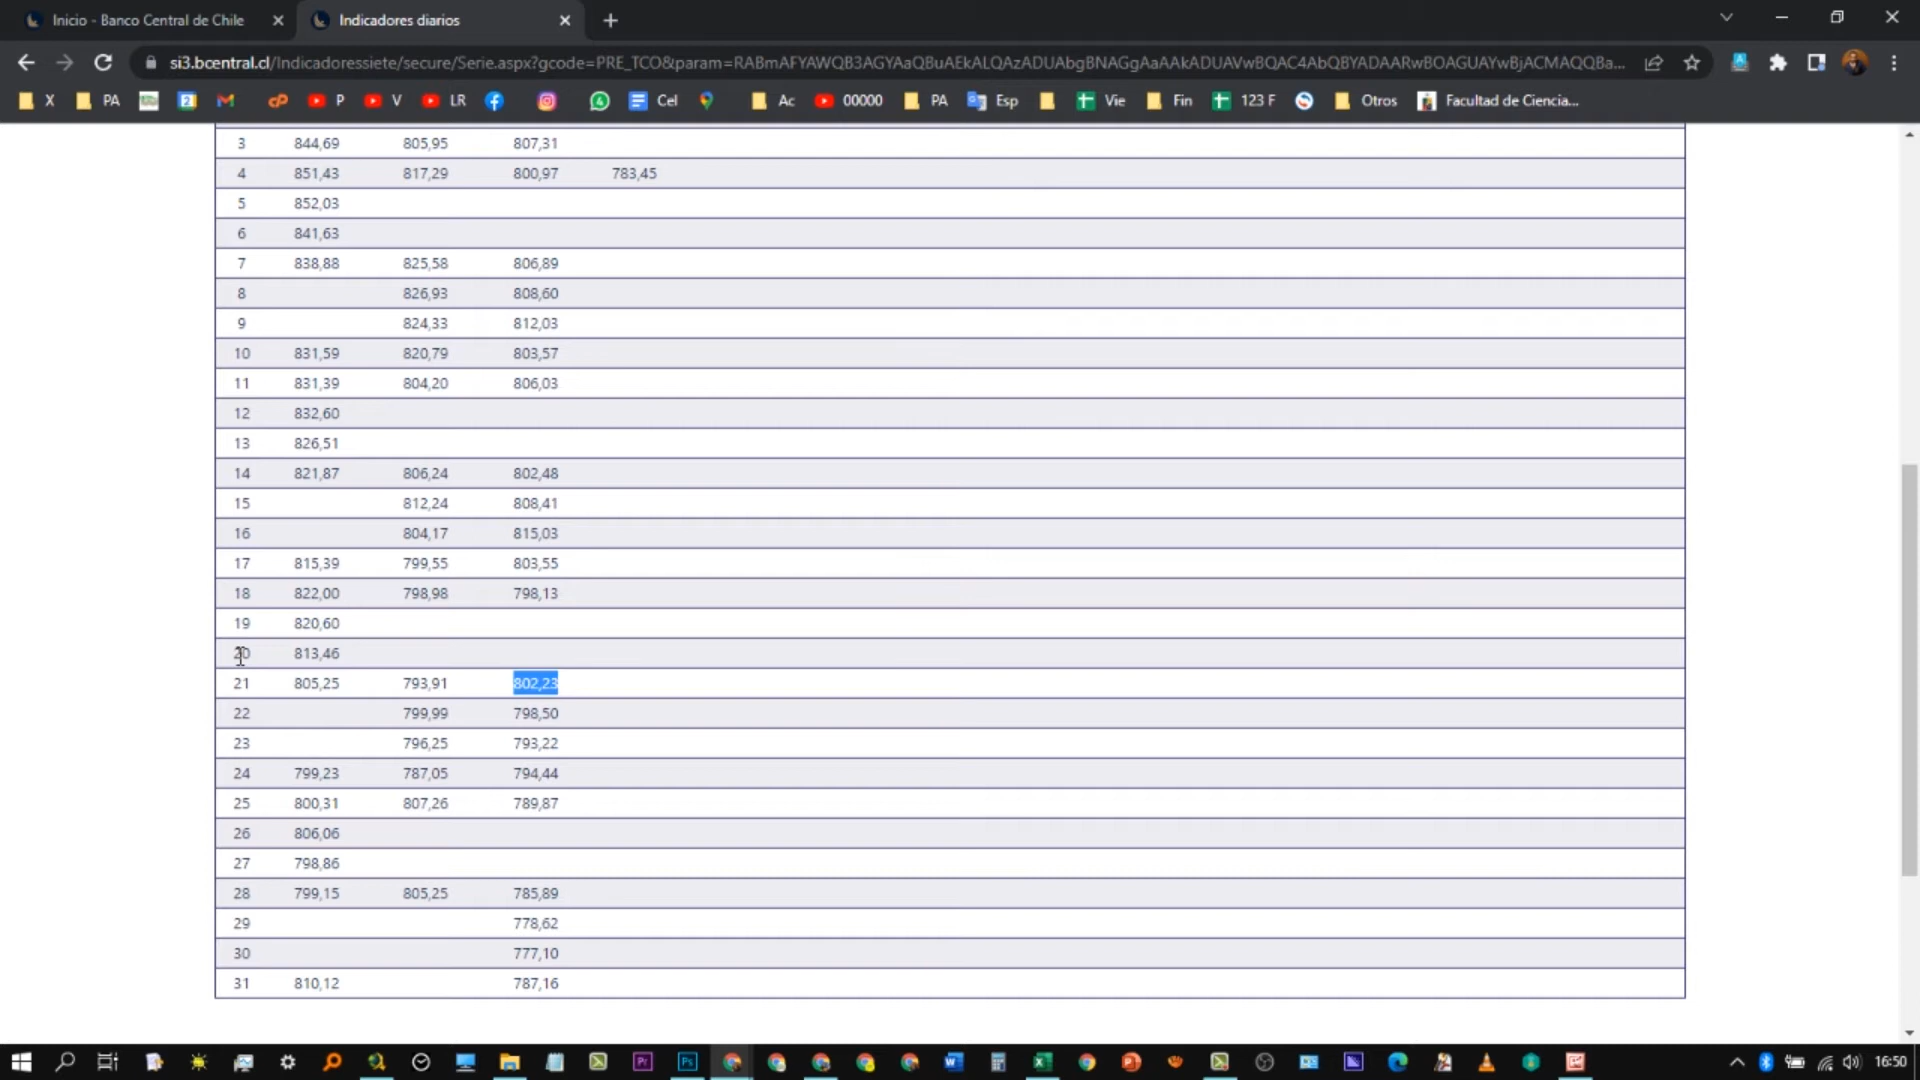 Inicio - Banco Central de Chile
Indicadores diarios
si3.bcentral.cl/Indicadoressiete/secure/Serie.aspx?gcode=PRE_TCO&param=
X PA 2 P V LR 4 Cel Ac 00000 PA Esp Vie Fin 123 F Otros Facultad de Ciencia...
3 844,69 805,95 807,31
4 851,43 817,29 800,97 783,45
5 852,03
6 841,63
7 838,88 825,58 806,89
8 826,93 808,60
9 824,33 812,03
10 831,59 820,79 803,57
11 831,39 804,20 806,03
12 832,60
13 826,51
14 821,87 806,24 802,48
15 812,24 808,41
16 804,17 815,03
17 815,39 799,55 803,55
18 822,00 798,98 798,13
19 820,60
20 813,46
21 805,25 793,91 802,23
22 799,99 798,50
23 796,25 793,22
24 799,23 787,05 794,44
25 800,31 807,26 789,87
26 806,06
27 798,86
28 799,15 805,25 785,89
29 778,62
30 777,10
31 810,12 787,16
Pr Ps 16:50